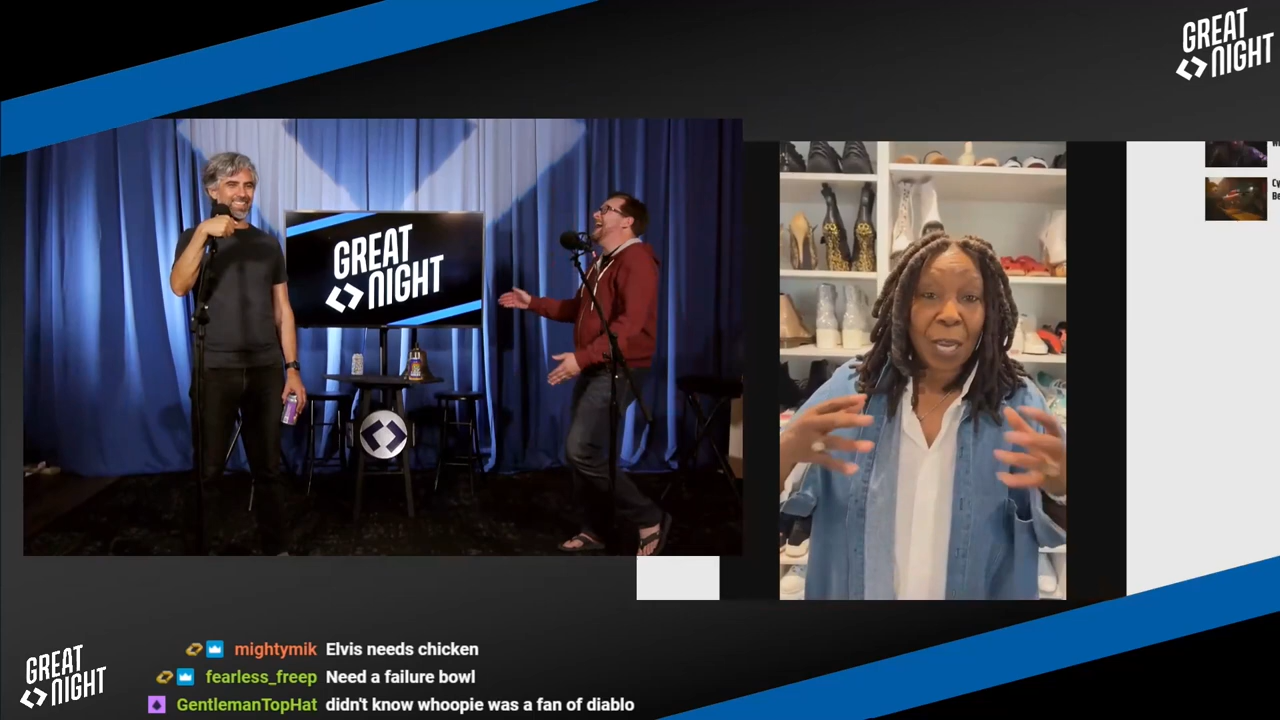 GREAT
NIGHT
GREAT
NIGHT
GREAT
NIGHT
mightymik Elvis needs chicken
fearless_freep Need a failure bowl
GentlemanTopHat didn't know whoopie was a fan of diablo